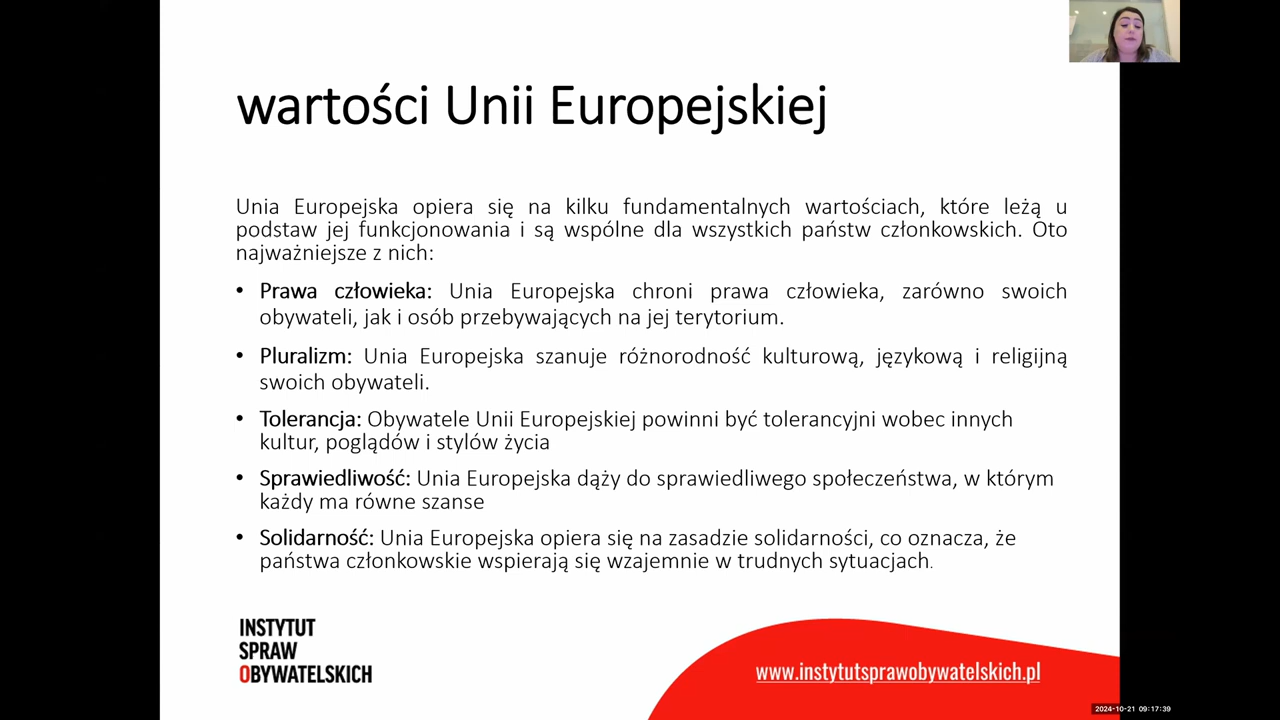 wartości Unii Europejskiej
Unia Europejska opiera się na kilku fundamentalnych wartościach, które leżą u
podstaw jej funkcjonowania i są wspólne dla wszystkich państw członkowskich. Oto
najważniejsze z nich:
• Prawa człowieka: Unia Europejska chroni prawa człowieka, zarówno swoich
obywateli, jak i osób przebywających na jej terytorium.
• Pluralizm: Unia Europejska szanuje różnorodność kulturową, językową i religijną
swoich obywateli.
• Tolerancja: Obywatele Unii Europejskiej powinni być tolerancyjni wobec innych
kultur, poglądów i stylów życia
• Sprawiedliwość: Unia Europejska dąży do sprawiedliwego społeczeństwa, w którym
każdy ma równe szanse
• Solidarność: Unia Europejska opiera się na zasadzie solidarności, co oznacza, że
państwa członkowskie wspierają się wzajemnie w trudnych sytuacjach.
INSTYTUT
SPRAW
OBYWATELSKICH
www.instytutsprawobywatelskich.pl
2024-10-21 09:17:39